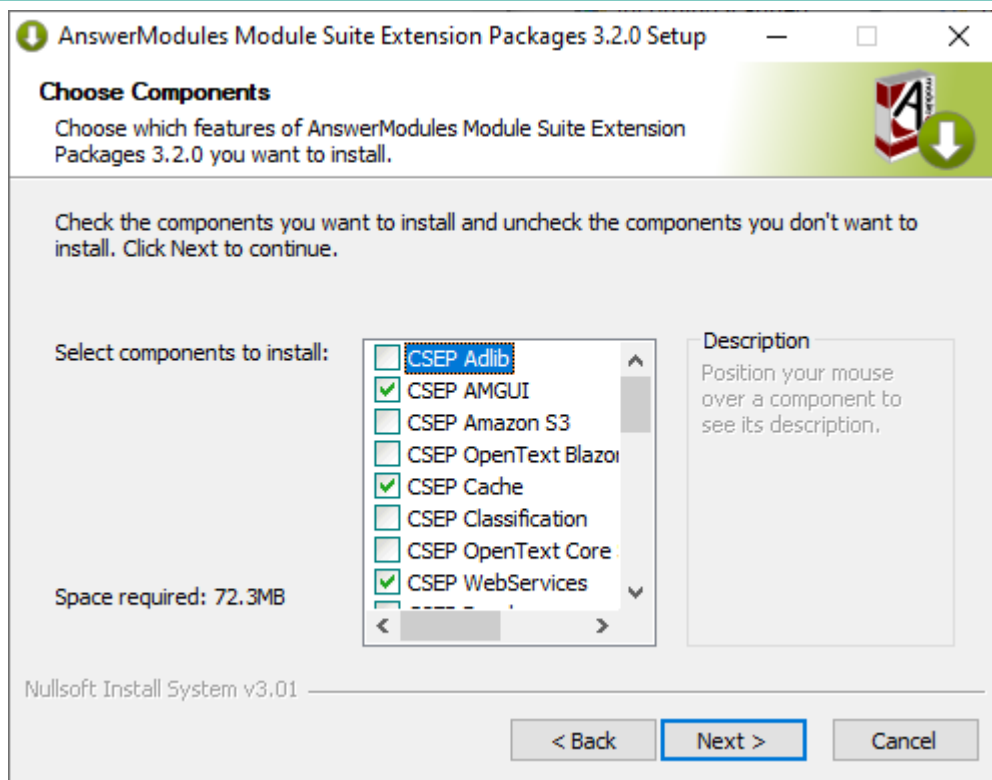 AnswerModules Module Suite Extension Packages 3.2.0 Setup
Choose Components
Choose which features of AnswerModules Module Suite Extension
Packages 3.2.0 you want to install.
Check the components you want to install and uncheck the components you don't want to
install. Click Next to continue.
Select components to install:
CSEP Adlib
CSEP AMGUI
CSEP Amazon S3
CSEP OpenText Blazon
CSEP Cache
CSEP Classification
CSEP OpenText Core
CSEP WebServices
Space required: 72.3MB
Description
Position your mouse
over a component to
see its description.
Nullsoft Install System v3.01
< Back
Next >
Cancel